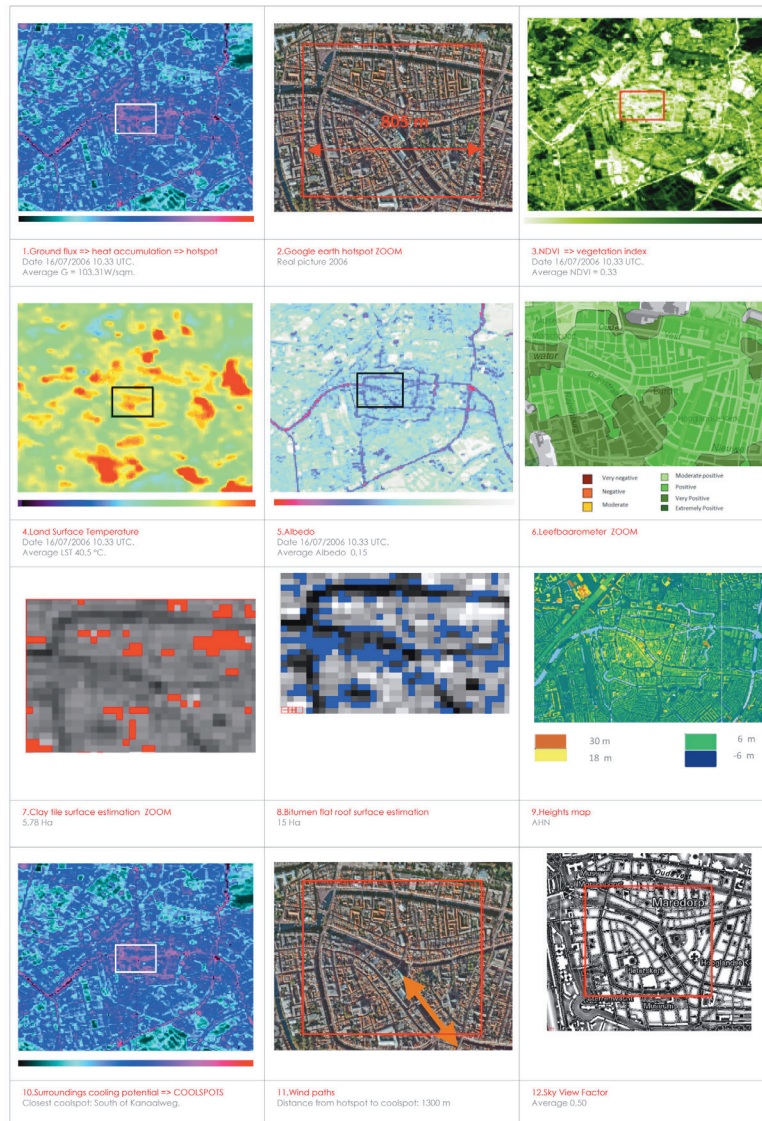 805 m
1.Ground flux => heat accumulation => hotspot
Date 16/07/2006 10.33 UTC.
Average G = 103.31W/sqm.
2.Google earth hotspot ZOOM
Real picture 2006
3.NDVI => vegetation index
Date 16/07/2006 10.33 UTC.
Average NDVI = 0.33
water
Very negative
Negative
Moderate
Moderate positive
Positive
Very Positive
Extremely Positive
4.Land Surface Temperature
Date 16/07/2006 10.33 UTC.
Average LST 40,5 °C.
5.Albedo
Date 16/07/2006 10.33 UTC.
Average Albedo 0,15
6.Leefbaarometer ZOOM
30 m
18 m
6 m
-6 m
7.Clay tile surface estimation ZOOM
5,78 Ha
8.Bitumen flat roof surface estimation
15 Ha
9.Heights map
AHN
Oude Vest
Maredorp
Pieterskerk
10.Surroundings cooling potential => COOLSPOTS
Closest coolspot: South of Kanaalweg.
11.Wind paths
Distance from hotspot to coolspot: 1300 m
12.Sky View Factor
Average 0.50